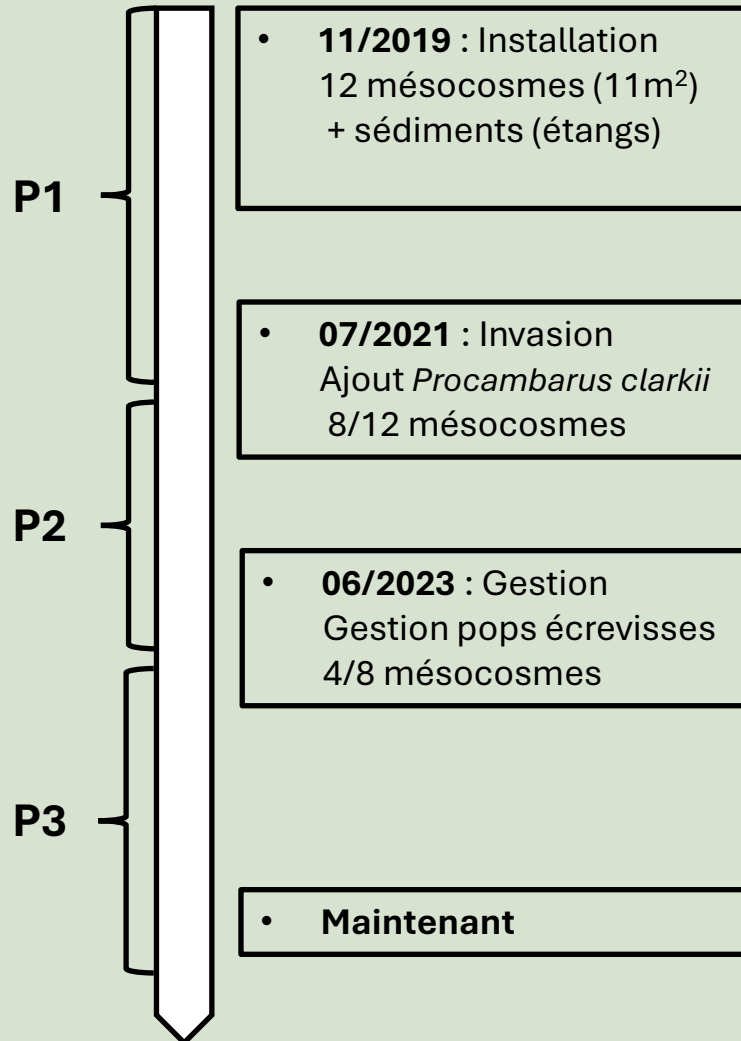 P1
• 11/2019 : Installation
12 mésocosmes (11m²)
+ sédiments (étangs)
• 07/2021 : Invasion
Ajout Procambarus clarkii
8/12 mésocosmes
P2
• 06/2023 : Gestion
Gestion pops écrevisses
4/8 mésocosmes
P3
• Maintenant